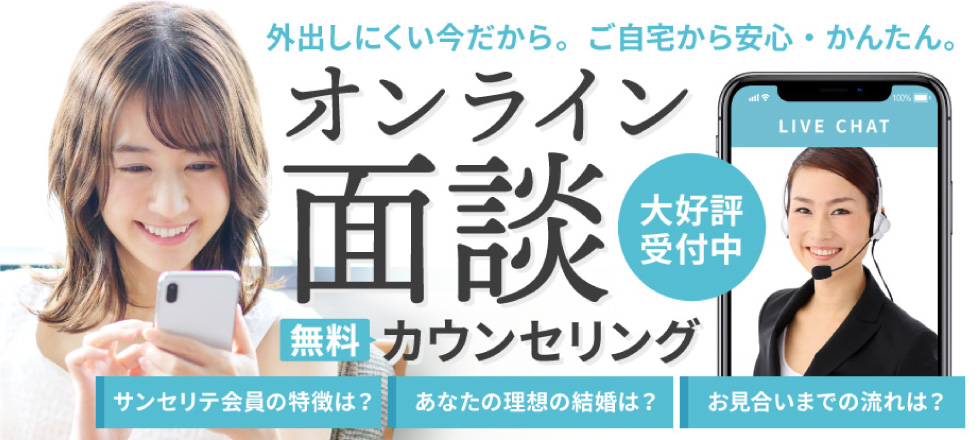 外出しにくい今だから。ご自宅から安心・かんたん。
オンライン
面談
大好評
受付中
無料
カウンセリング
100%
LIVE CHAT
サンセリテ会員の特徴は?
あなたの理想の結婚は?
お見合いまでの流れは?